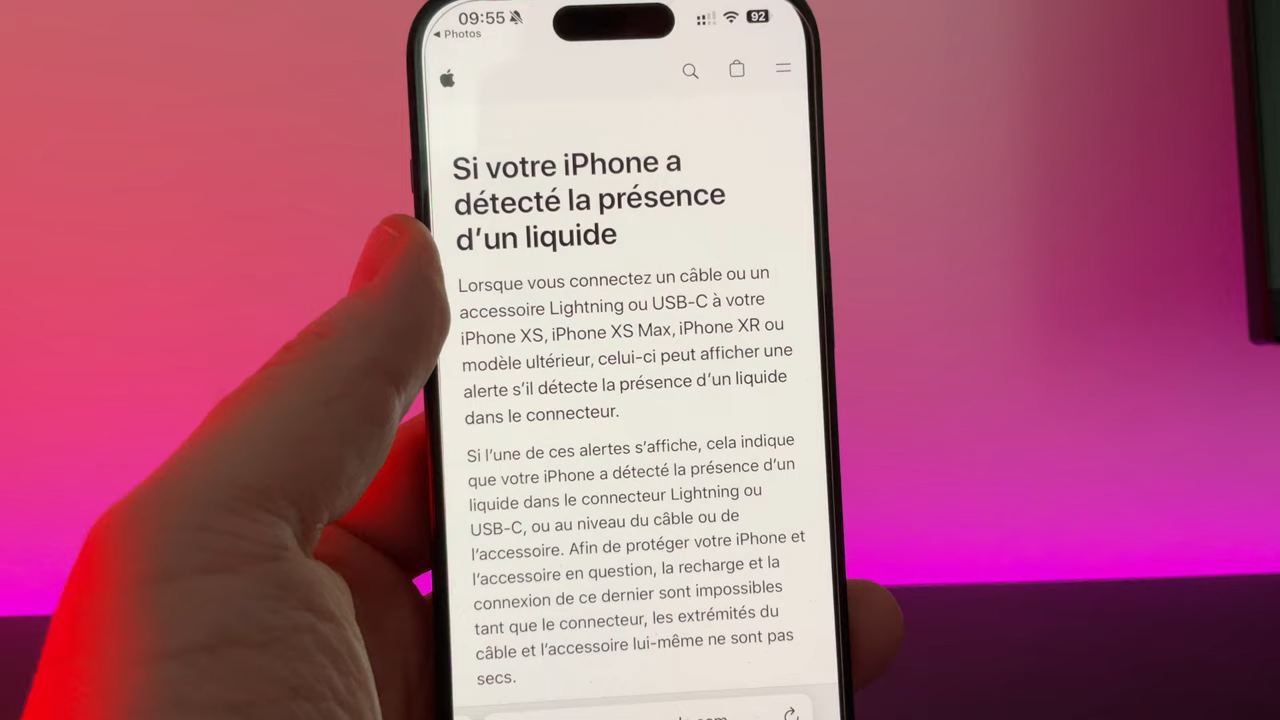 09:55
92
◀ Photos
Si votre iPhone a
détecté la présence
d’un liquide
Lorsque vous connectez un câble ou un
accessoire Lightning ou USB-C à votre
iPhone XS, iPhone XS Max, iPhone XR ou
modèle ultérieur, celui-ci peut afficher une
alerte s’il détecte la présence d’un liquide
dans le connecteur.
Si l’une de ces alertes s’affiche, cela indique
que votre iPhone a détecté la présence d’un
liquide dans le connecteur Lightning ou
USB-C, ou au niveau du câble ou de
l’accessoire. Afin de protéger votre iPhone et
l’accessoire en question, la recharge et la
connexion de ce dernier sont impossibles
tant que le connecteur, les extrémités du
câble et l’accessoire lui-même ne sont pas
secs.